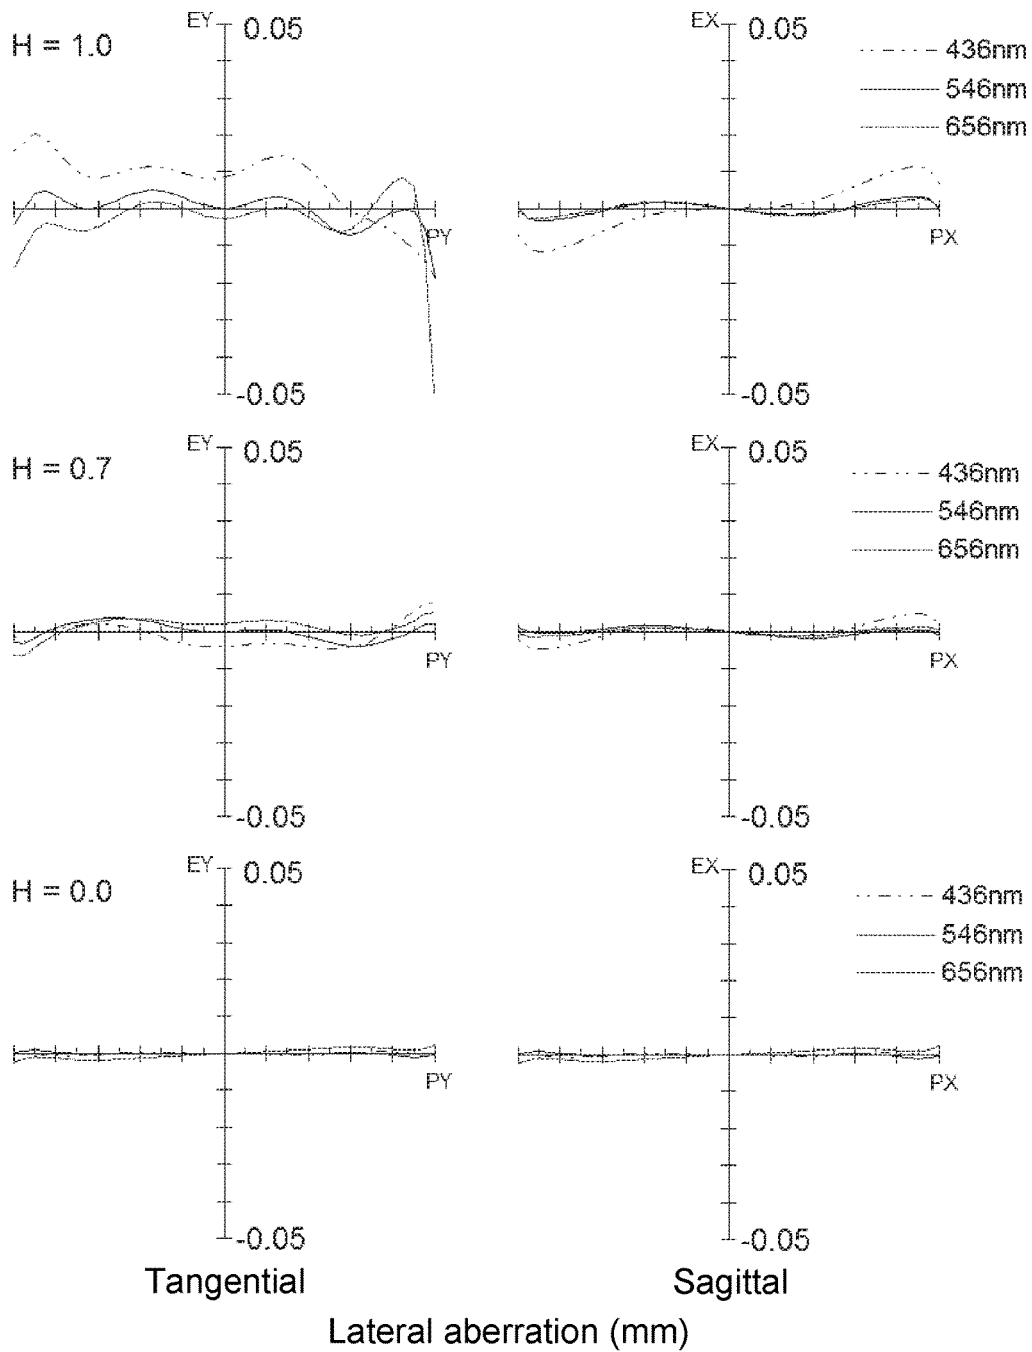 H = 1.0
EY
0.05
EX
0.05
436nm
546nm
656nm
PY
PX
-0.05
-0.05
H = 0.7
EY
0.05
EX
0.05
436nm
546nm
656nm
PY
PX
-0.05
-0.05
H = 0.0
EY
0.05
EX
0.05
436nm
546nm
656nm
PY
PX
-0.05
-0.05
Tangential
Sagittal
Lateral aberration (mm)